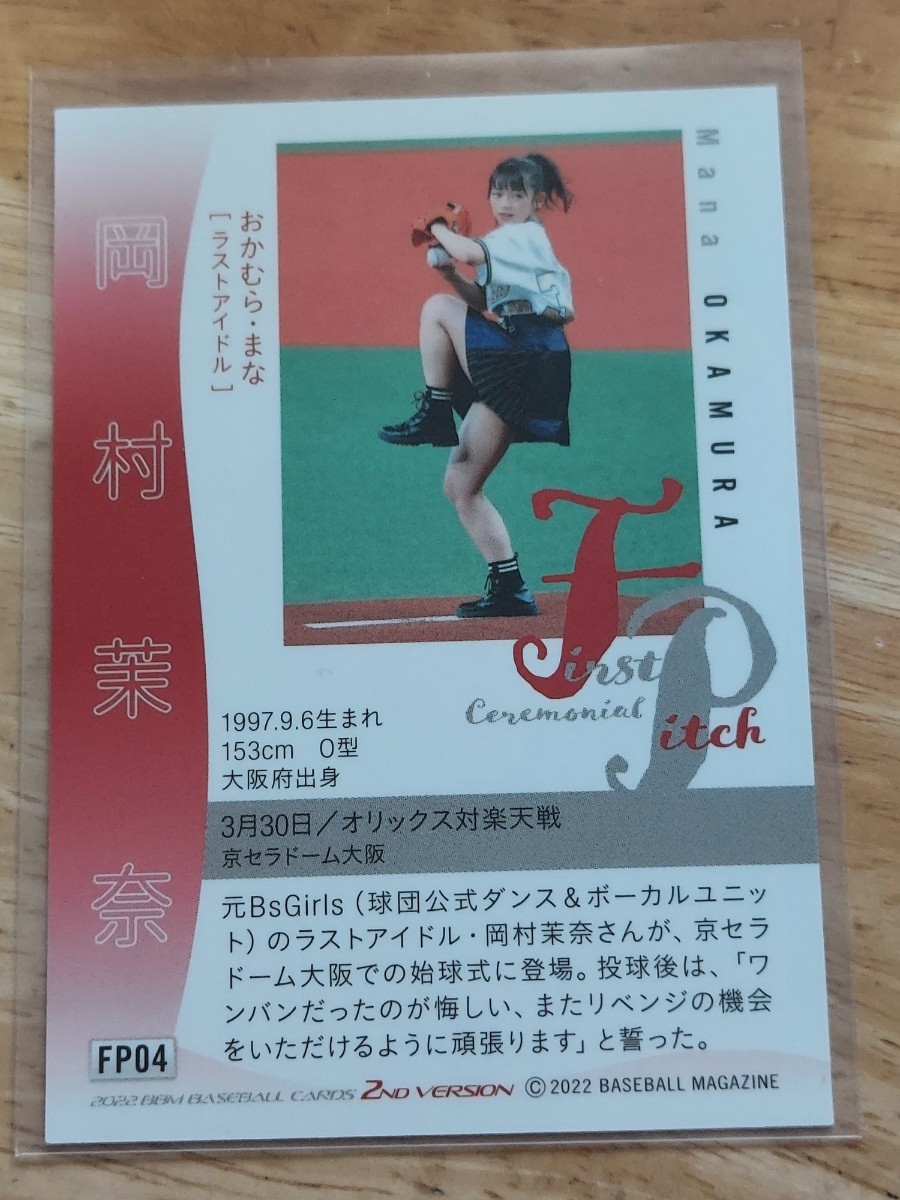 岡村茉奈
おかむら・まな
[ラストアイドル]
Mana OKAMURA
First
Ceremonial
Pitch
1997.9.6生まれ
153cm O型
大阪府出身
3月30日／オリックス対楽天戦
京セラドーム大阪
元BsGirls（球団公式ダンス＆ボーカルユニッ
ト）のラストアイドル・岡村茉奈さんが、京セラ
ドーム大阪での始球式に登場。投球後は、「ワ
ンバンだったのが悔しい、またリベンジの機会
をいただけるように頑張ります」と誓った。
FP04
2022 BBM BASEBALL CARDS 2ND VERSION © 2022 BASEBALL MAGAZINE